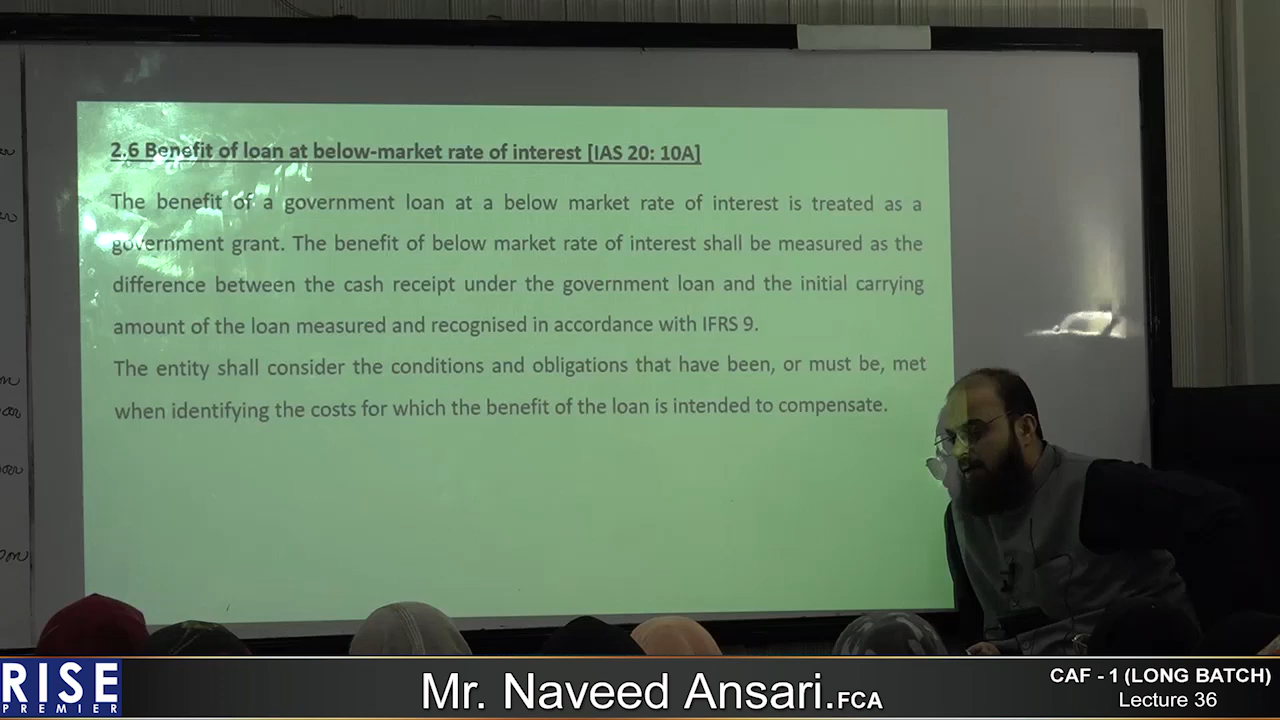 2.6 Benefit of loan at below-market rate of interest [IAS 20: 10A]
The benefit of a government loan at a below market rate of interest is treated as a
government grant. The benefit of below market rate of interest shall be measured as the
difference between the cash receipt under the government loan and the initial carrying
amount of the loan measured and recognised in accordance with IFRS 9.
The entity shall consider the conditions and obligations that have been, or must be, met
when identifying the costs for which the benefit of the loan is intended to compensate.
RISE
PREMIER
Mr. Naveed Ansari.FCA
CAF - 1 (LONG BATCH)
Lecture 36